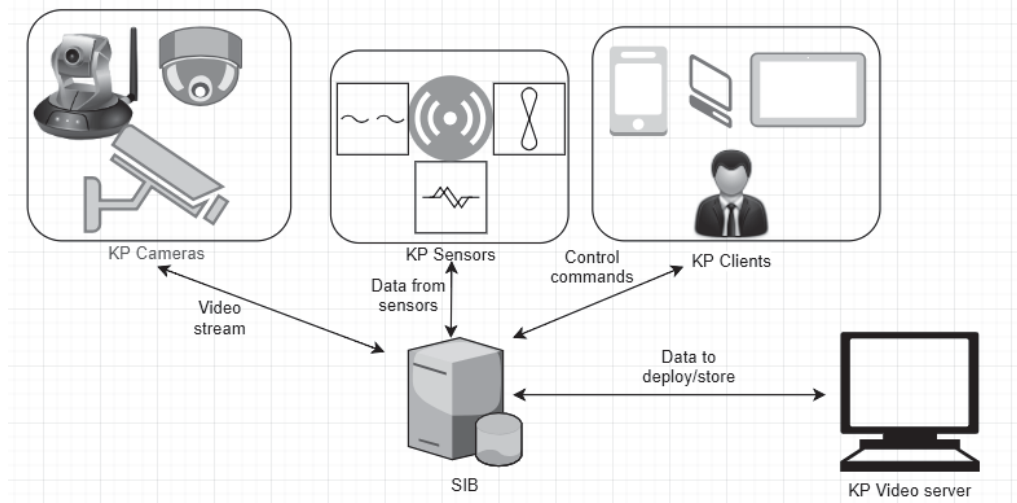 KP Cameras
KP Sensors
KP Clients
Video
stream
Data from
sensors
Control
commands
Data to
deploy/store
SIB
KP Video server